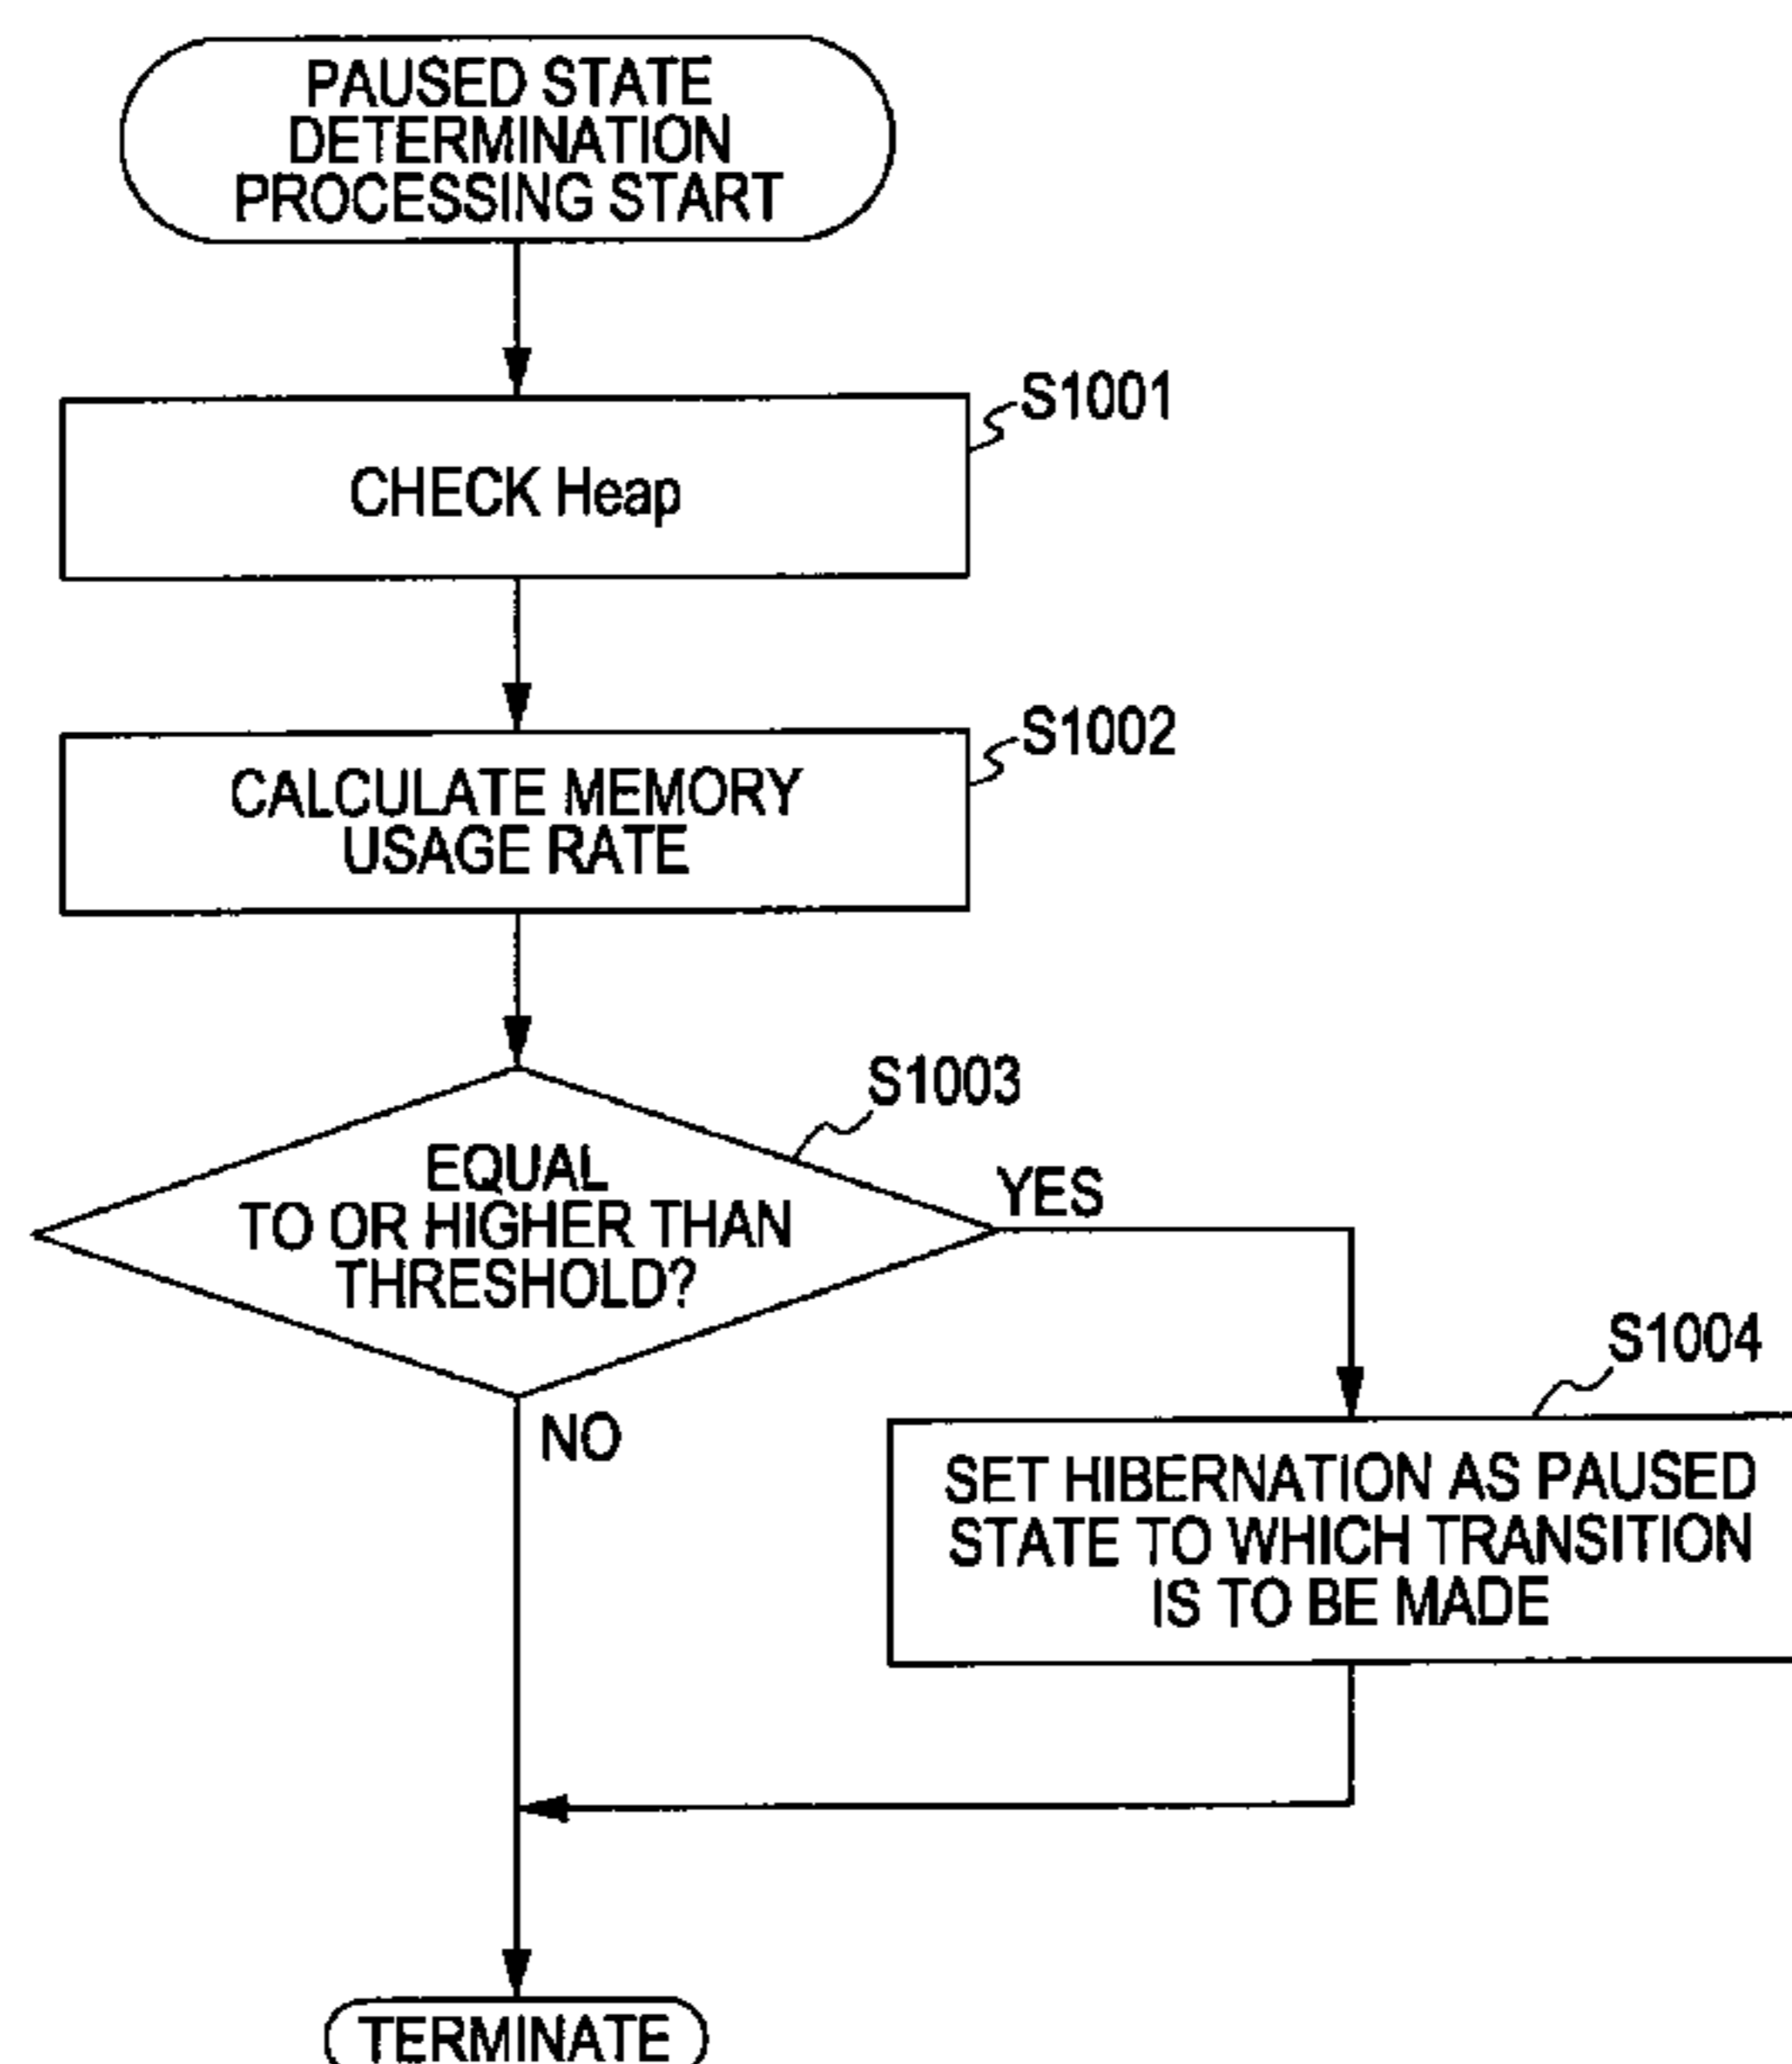 PAUSED STATE
DETERMINATION
PROCESSING START
S1001
CHECK Heap
S1002
CALCULATE MEMORY
USAGE RATE
S1003
EQUAL
TO OR HIGHER THAN
THRESHOLD?
YES
NO
S1004
SET HIBERNATION AS PAUSED
STATE TO WHICH TRANSITION
IS TO BE MADE
TERMINATE